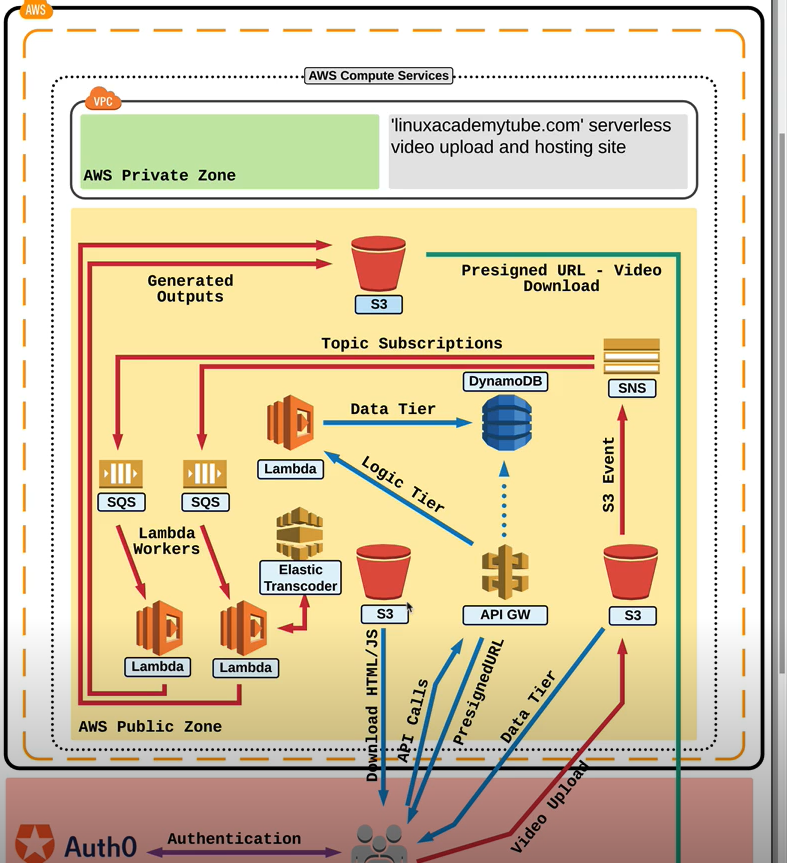 AWS
AWS Compute Services
VPC
'linuxacademytube.com' serverless
video upload and hosting site
AWS Private Zone
Generated
Outputs
S3
Presigned URL - Video
Download
Topic Subscriptions
SNS
DynamoDB
Data Tier
Lambda
Logic Tier
S3 Event
SQS
SQS
Lambda
Workers
Elastic
Transcoder
S3
API GW
S3
Lambda
Lambda
Download HTML/JS
API Calls
PresignedURL
Data Tier
Video Upload
AWS Public Zone
Auth0
Authentication